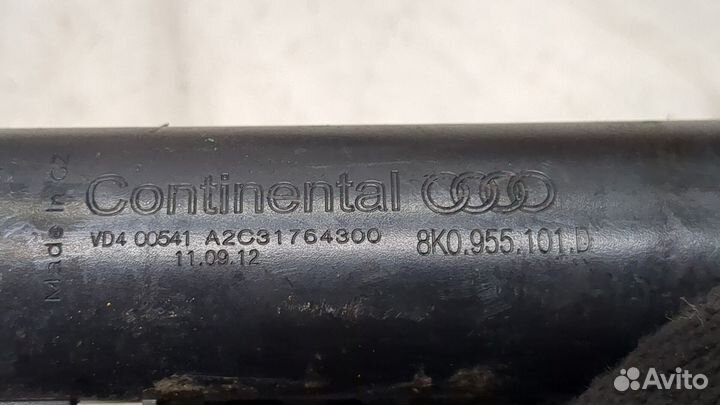 Continental
VD4 00541 A2C31764300
11.09.12
8K0.955.101.D
Made In CZ
Avito